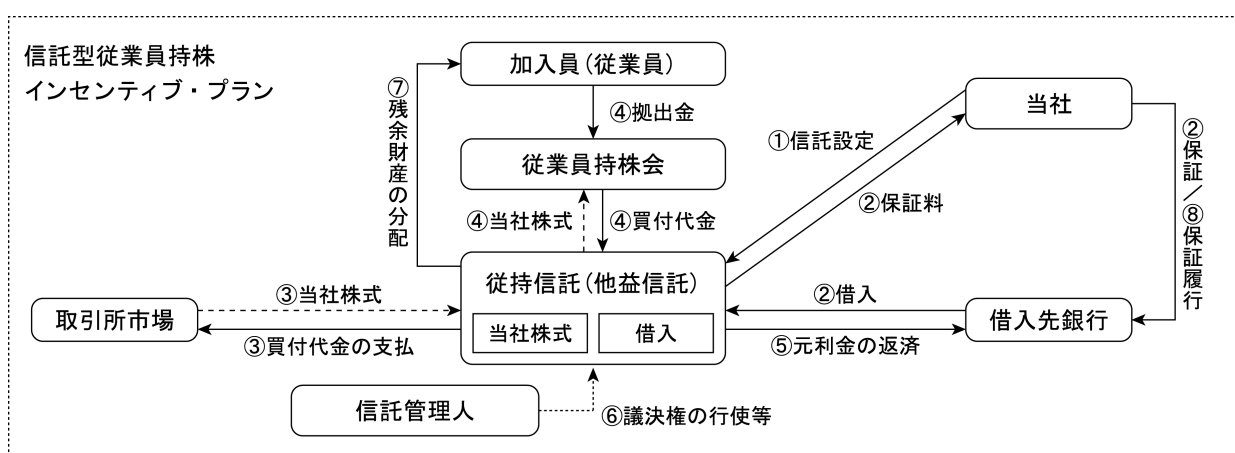 信託型従業員持株
インセンティブ・プラン
加入員（従業員）
⑦残余財産の分配
④拠出金
当社
従業員持株会
①信託設定
②保証料
②保証／⑧保証履行
④当社株式
④買付代金
従持信託（他益信託）
③当社株式
②借入
取引所市場
当社株式
借入
借入先銀行
③買付代金の支払
⑤元利金の返済
信託管理人
⑥議決権の行使等